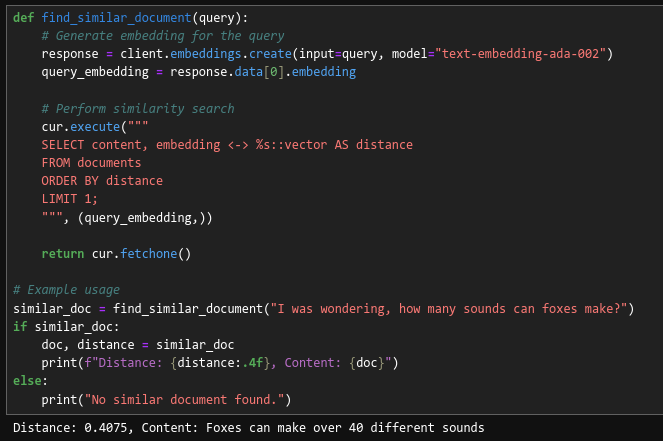 def find_similar_document(query):
    # Generate embedding for the query
    response = client.embeddings.create(input=query, model="text-embedding-ada-002")
    query_embedding = response.data[0].embedding

    # Perform similarity search
    cur.execute("""
    SELECT content, embedding <-> %s::vector AS distance
    FROM documents
    ORDER BY distance
    LIMIT 1;
    """, (query_embedding,))

    return cur.fetchone()

# Example usage
similar_doc = find_similar_document("I was wondering, how many sounds can foxes make?")
if similar_doc:
    doc, distance = similar_doc
    print(f"Distance: {distance:.4f}, Content: {doc}")
else:
    print("No similar document found.")
Distance: 0.4075, Content: Foxes can make over 40 different sounds